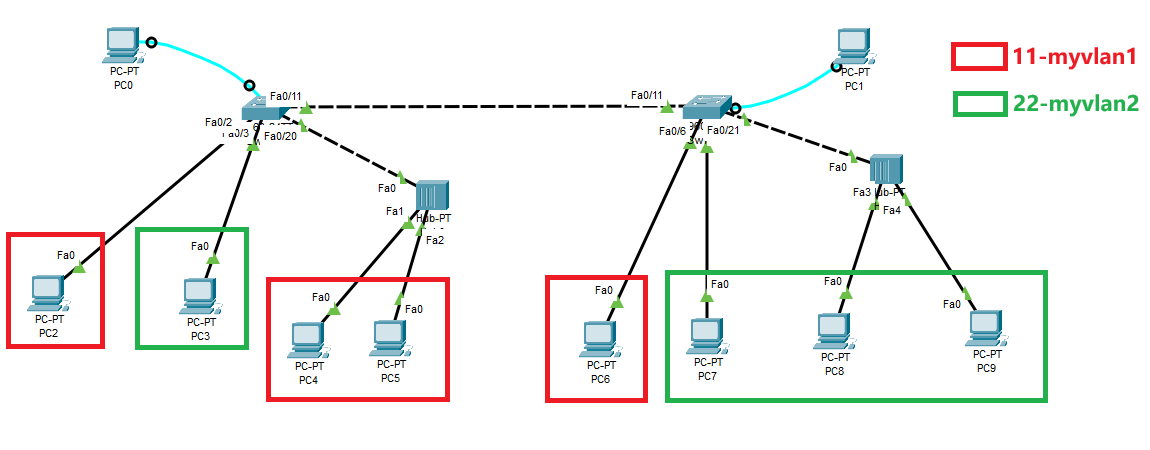 PC-PT
PC0
PC-PT
PC1
11-myvlan1
22-myvlan2
Fa0/11
Fa0/11
Fa0/2
Fa0/3
Fa0/20
Fa0/6
Fa0/21
Fa0
Fa0
Fa1
Hub-PT
Fa2
Fa3
Fa4
Fa0
PC-PT
PC2
Fa0
PC-PT
PC3
Fa0
PC-PT
PC4
Fa0
PC-PT
PC5
Fa0
PC-PT
PC6
Fa0
PC-PT
PC7
Fa0
PC-PT
PC8
Fa0
PC-PT
PC9